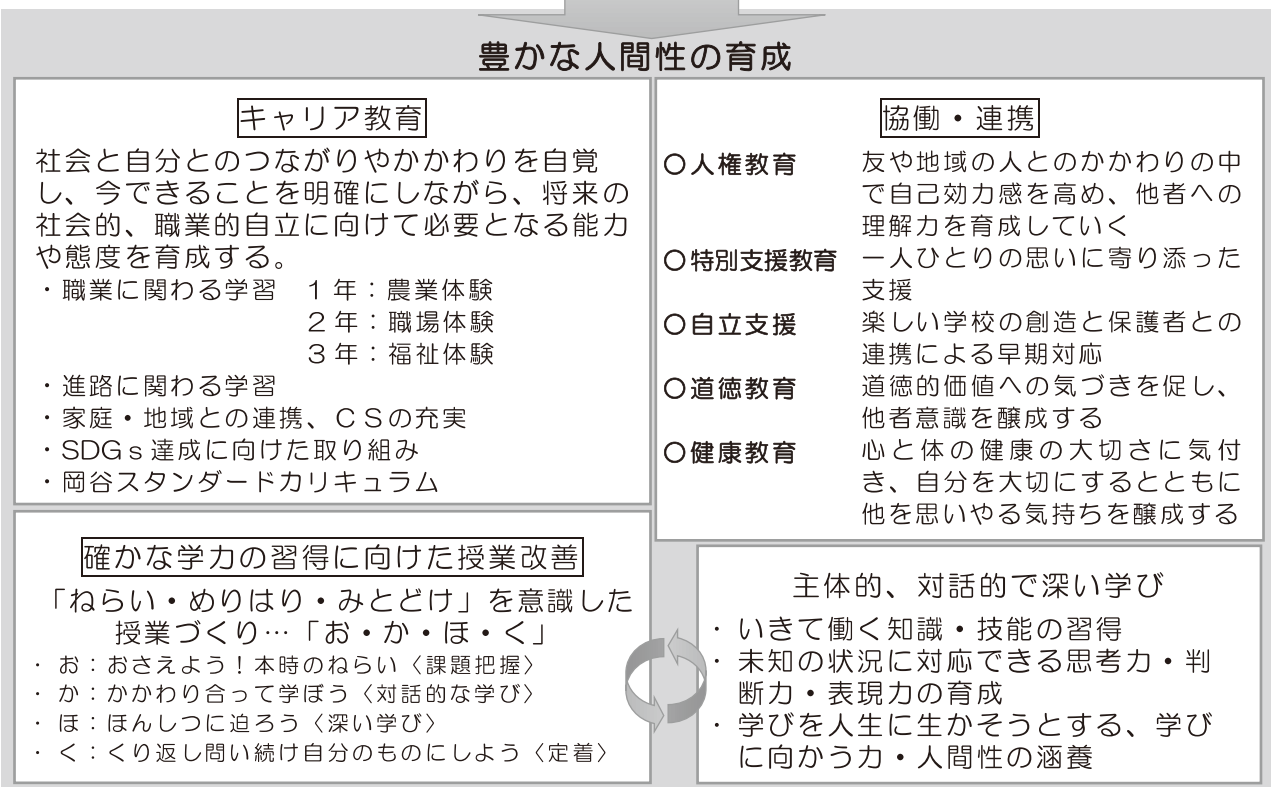 豊かな人間性の育成
キャリア教育
社会と自分とのつながりやかかわりを自覚
し、今できることを明確にしながら、将来の
社会的、職業的自立に向けて必要となる能力
や態度を育成する。
・職業に関わる学習　１年：農業体験
２年：職場体験
３年：福祉体験
・進路に関わる学習
・家庭・地域との連携、ＣＳの充実
・SDGｓ達成に向けた取り組み
・岡谷スタンダードカリキュラム
協働・連携
〇人権教育　友や地域の人とのかかわりの中
で自己効力感を高め、他者への
理解力を育成していく
〇特別支援教育　一人ひとりの思いに寄り添った
支援
〇自立支援　楽しい学校の創造と保護者との
連携による早期対応
〇道徳教育　道徳的価値への気づきを促し、
他者意識を醸成する
〇健康教育　心と体の健康の大切さに気付
き、自分を大切にするとともに
他を思いやる気持ちを醸成する
確かな学力の習得に向けた授業改善
「ねらい・めりはり・みとどけ」を意識した
授業づくり…「お・か・ほ・く」
・お：おさえよう！本時のねらい〈課題把握〉
・か：かかわり合って学ぼう〈対話的な学び〉
・ほ：ほんしつに迫ろう〈深い学び〉
・く：くり返し問い続け自分のものにしよう〈定着〉
主体的、対話的で深い学び
・いきて働く知識・技能の習得
・未知の状況に対応できる思考力・判
断力・表現力の育成
・学びを人生に生かそうとする、学び
に向かう力・人間性の涵養